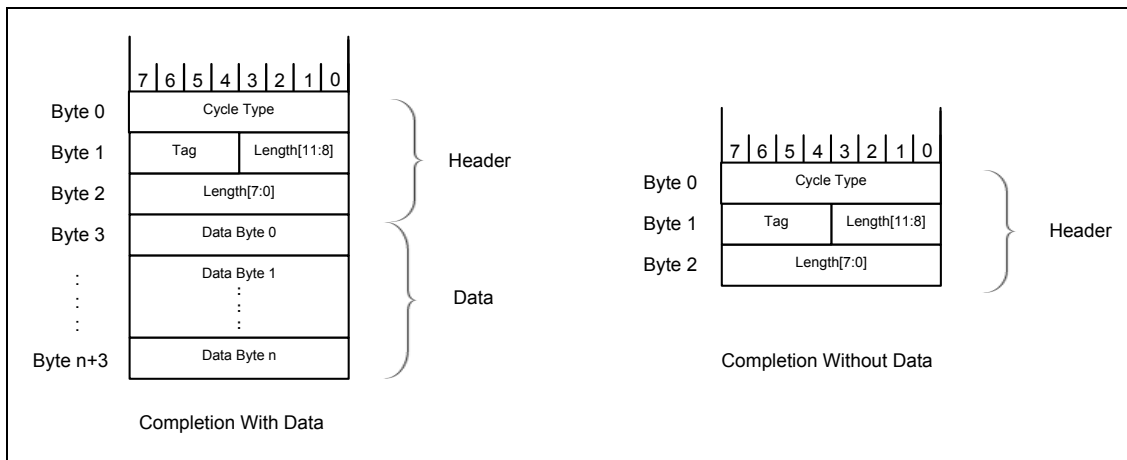 7 6 5 4 3 2 1 0
Byte 0 Cycle Type
Byte 1 Tag Length[11:8]
Byte 2 Length[7:0]
Header
Byte 3 Data Byte 0
Data Byte 1
Data
Byte n+3 Data Byte n
Completion With Data
7 6 5 4 3 2 1 0
Byte 0 Cycle Type
Byte 1 Tag Length[11:8]
Header
Byte 2 Length[7:0]
Completion Without Data